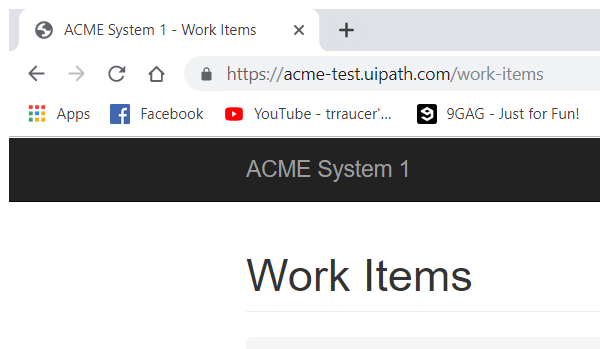 ACME System 1 - Work Items
https://acme-test.uipath.com/work-items
Apps Facebook YouTube - trraucer'... 9GAG - Just for Fun!
ACME System 1
Work Items